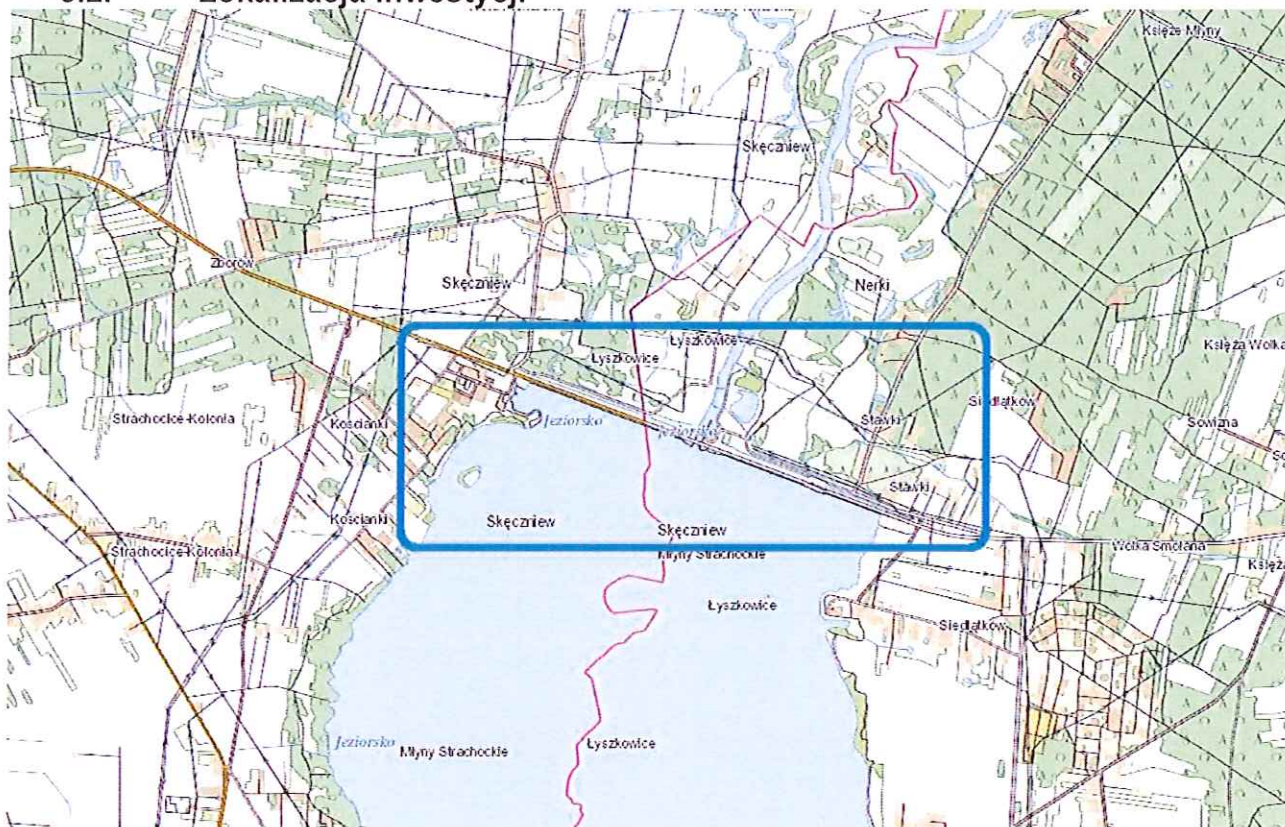 Lokalizacja inwestycji
Księże Młyny
Skęczniew
Zborów
Skęczniew
Nerki
Łyszkowice
Łyszkowice
Księża Wólka
Strachocice-Kolonia
Kościanki
Jeziorsko
Jeziorsko
Stawki
Siedlątków
Sowizna
Stawki
Kościanki
Skęczniew
Skęczniew
Strachocice-Kolonia
Młyny Strachockie
Wólka Smolana
Księża
Łyszkowice
Siedlątków
Jeziorsko
Młyny Strachockie
Łyszkowice